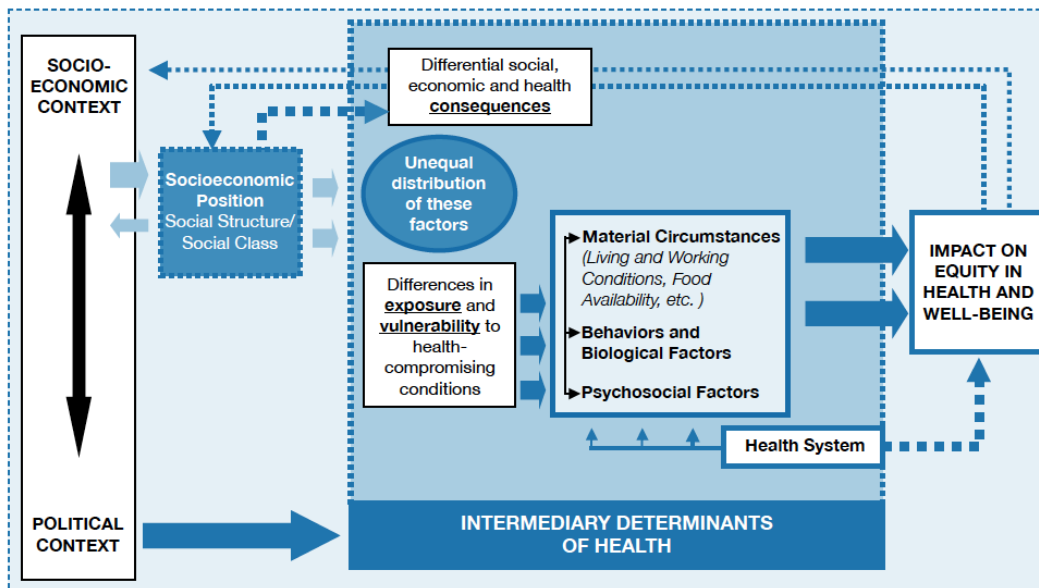 SOCIO-
ECONOMIC
CONTEXT
POLITICAL
CONTEXT
Socioeconomic
Position
Social Structure/
Social Class
Differential social,
economic and health
consequences
Unequal
distribution
of these
factors
Differences in
exposure and
vulnerability to
health-
compromising
conditions
Material Circumstances
(Living and Working
Conditions, Food
Availability, etc. )
Behaviors and
Biological Factors
Psychosocial Factors
Health System
IMPACT ON
EQUITY IN
HEALTH AND
WELL-BEING
INTERMEDIARY DETERMINANTS
OF HEALTH